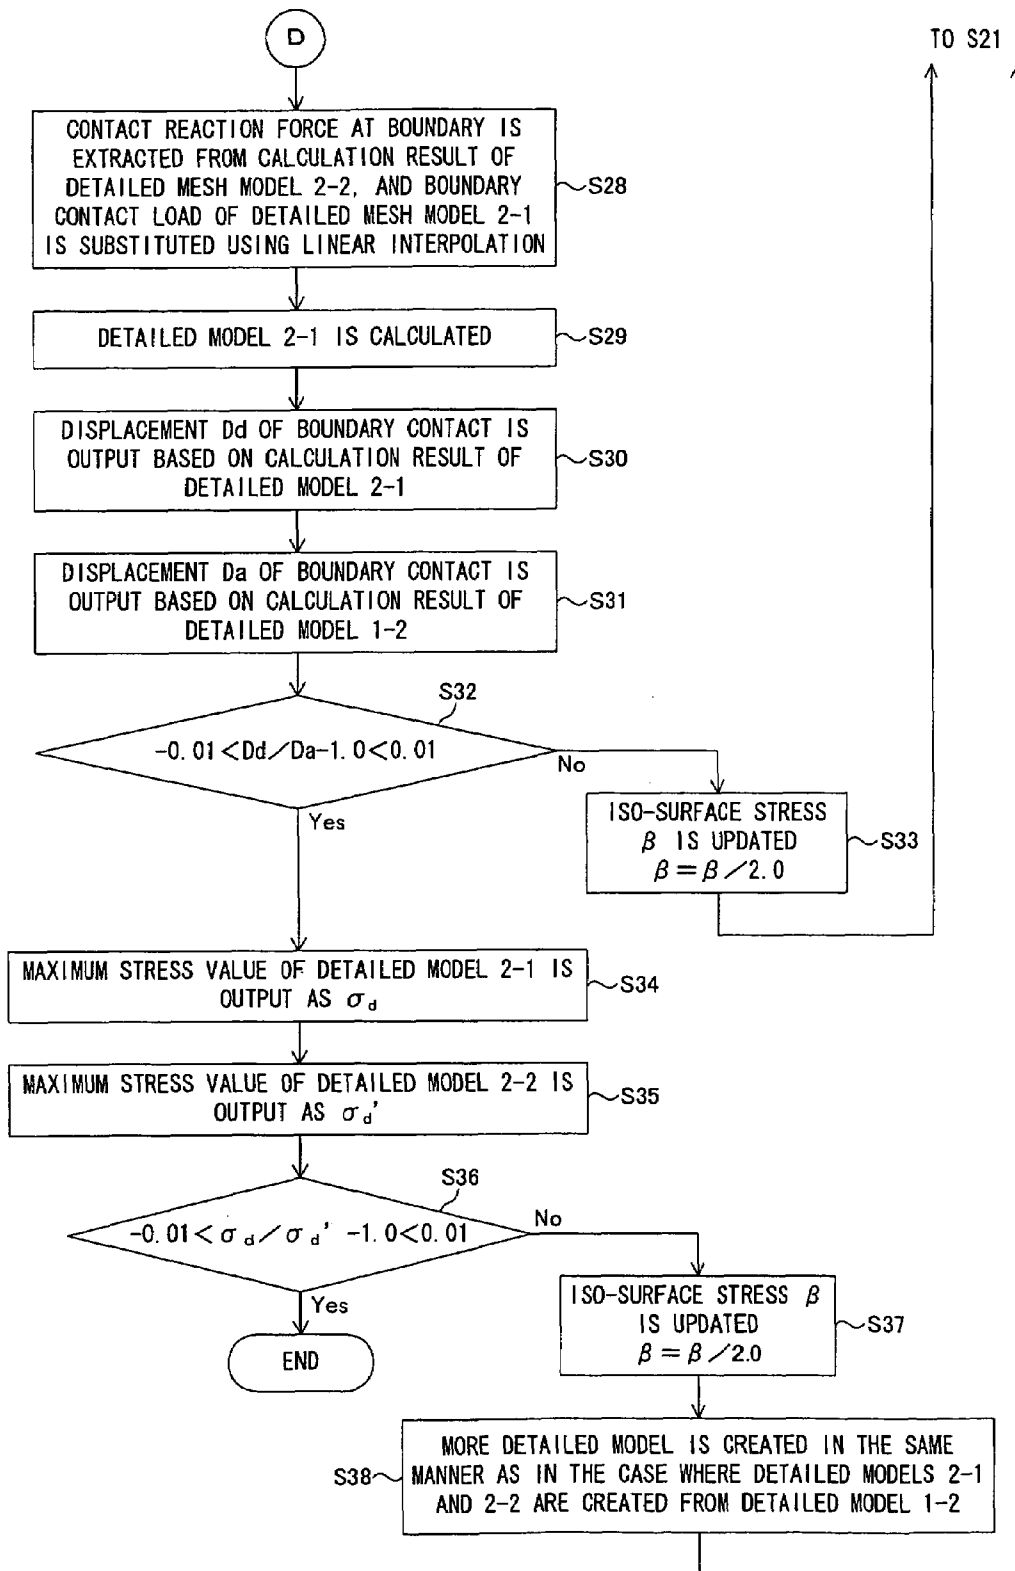 D
TO S21
CONTACT REACTION FORCE AT BOUNDARY IS
EXTRACTED FROM CALCULATION RESULT OF
DETAILED MESH MODEL 2-2, AND BOUNDARY
CONTACT LOAD OF DETAILED MESH MODEL 2-1
IS SUBSTITUTED USING LINEAR INTERPOLATION
S28
DETAILED MODEL 2-1 IS CALCULATED
S29
DISPLACEMENT Dd OF BOUNDARY CONTACT IS
OUTPUT BASED ON CALCULATION RESULT OF
DETAILED MODEL 2-1
S30
DISPLACEMENT Da OF BOUNDARY CONTACT IS
OUTPUT BASED ON CALCULATION RESULT OF
DETAILED MODEL 1-2
S31
S32
-0.01<Dd/Da-1.0<0.01
No
Yes
ISO-SURFACE STRESS
β IS UPDATED
β=β/2.0
S33
MAXIMUM STRESS VALUE OF DETAILED MODEL 2-1 IS
OUTPUT AS σd
S34
MAXIMUM STRESS VALUE OF DETAILED MODEL 2-2 IS
OUTPUT AS σd'
S35
S36
-0.01<σd/σd' -1.0<0.01
No
Yes
END
ISO-SURFACE STRESS β
IS UPDATED
β=β/2.0
S37
MORE DETAILED MODEL IS CREATED IN THE SAME
MANNER AS IN THE CASE WHERE DETAILED MODELS 2-1
AND 2-2 ARE CREATED FROM DETAILED MODEL 1-2
S38